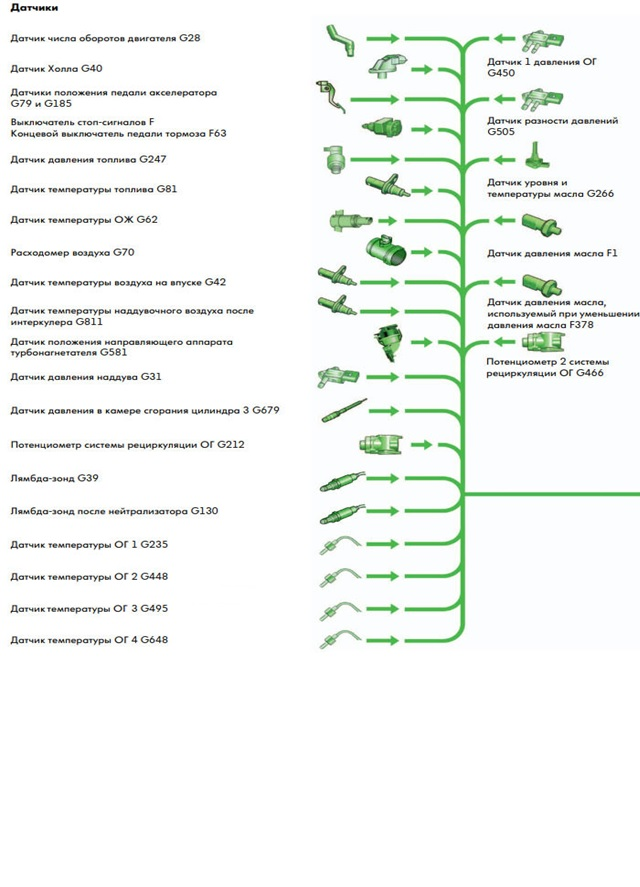 Датчики
Датчик числа оборотов двигателя G28
Датчик Холла G40
Датчики положения педали акселератора
G79 и G185
Выключатель стоп-сигналов F
Концевой выключатель педали тормоза F63
Датчик давления топлива G247
Датчик температуры топлива G81
Датчик температуры ОЖ G62
Расходомер воздуха G70
Датчик температуры воздуха на впуске G42
Датчик температуры наддувочного воздуха после
интеркулера G811
Датчик положения направляющего аппарата
турбонагнетателя G581
Датчик давления наддува G31
Датчик давления в камере сгорания цилиндра 3 G679
Потенциометр системы рециркуляции ОГ G212
Лямбда-зонд G39
Лямбда-зонд после нейтрализатора G130
Датчик температуры ОГ 1 G235
Датчик температуры ОГ 2 G448
Датчик температуры ОГ 3 G495
Датчик температуры ОГ 4 G648
Датчик 1 давления ОГ
G450
Датчик разности давлений
G505
Датчик уровня и
температуры масла G266
Датчик давления масла F1
Датчик давления масла,
используемый при уменьшении
давления масла F378
Потенциометр 2 системы
рециркуляции ОГ G466